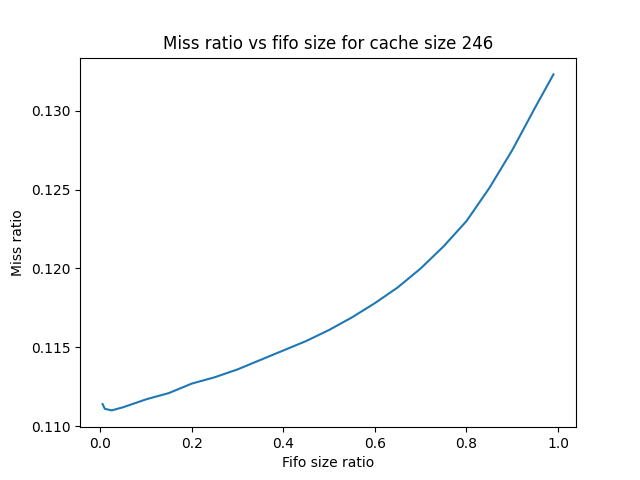 Miss ratio vs fifo size for cache size 246
0.130
0.125
0.120
0.115
0.110
Miss ratio
0.0 0.2 0.4 0.6 0.8 1.0
Fifo size ratio